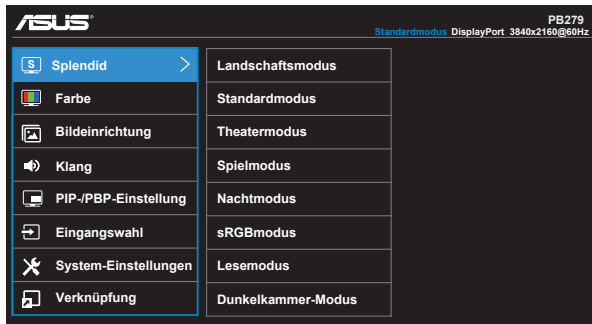 ASUS
PB279
Standardmodus DisplayPort 3840x2160@60Hz
S Splendid
Farbe
Bildeinrichtung
Klang
PIP-/PBP-Einstellung
Eingangswahl
System-Einstellungen
Verknüpfung
Landschaftsmodus
Standardmodus
Theatermodus
Spielmodus
Nachtmodus
sRGBmodus
Lesemodus
Dunkelkammer-Modus